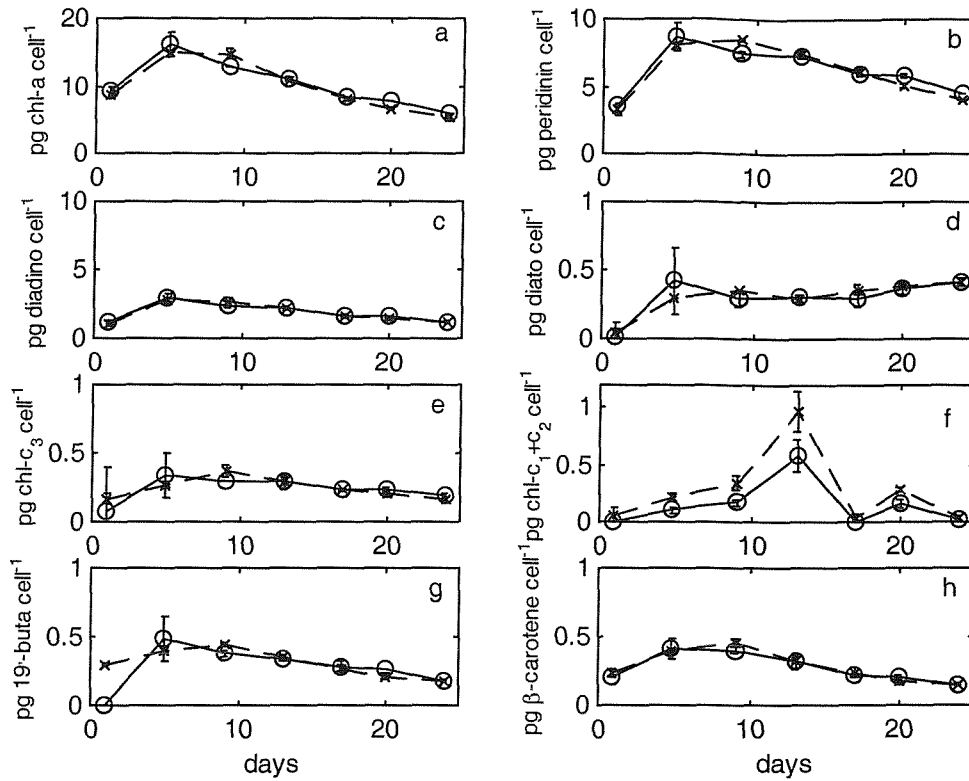 20
10
0
pg chl-a cell⁻¹
a
0
10
20
10
5
0
pg peridinin cell⁻¹
b
0
10
20
10
5
0
pg diadino cell⁻¹
c
0
10
20
1
0.5
0
pg diato cell⁻¹
d
0
10
20
1
0.5
0
pg chl-c₃ cell⁻¹
e
0
10
20
1
0.5
0
pg chl-c₁+c₂ cell⁻¹
f
0
10
20
1
0.5
0
pg 19'-buta cell⁻¹
g
0
10
20
days
1
0.5
0
pg β-carotene cell⁻¹
h
0
10
20
days